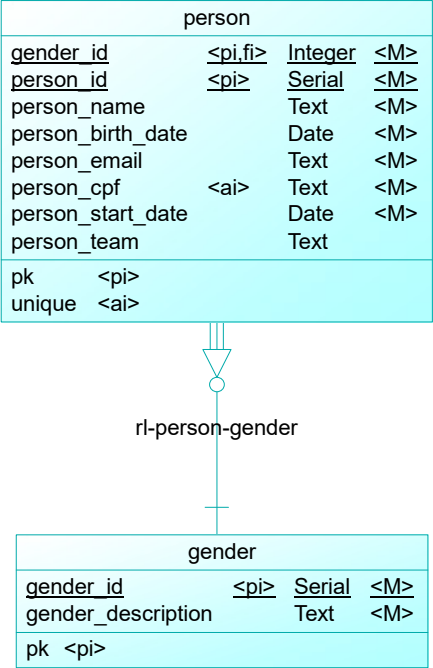 person
gender_id <pi,fi> Integer <M>
person_id <pi> Serial <M>
person_name Text <M>
person_birth_date Date <M>
person_email Text <M>
person_cpf <ai> Text <M>
person_start_date Date <M>
person_team Text
pk <pi>
unique <ai>
rl-person-gender
gender
gender_id <pi> Serial <M>
gender_description Text <M>
pk <pi>